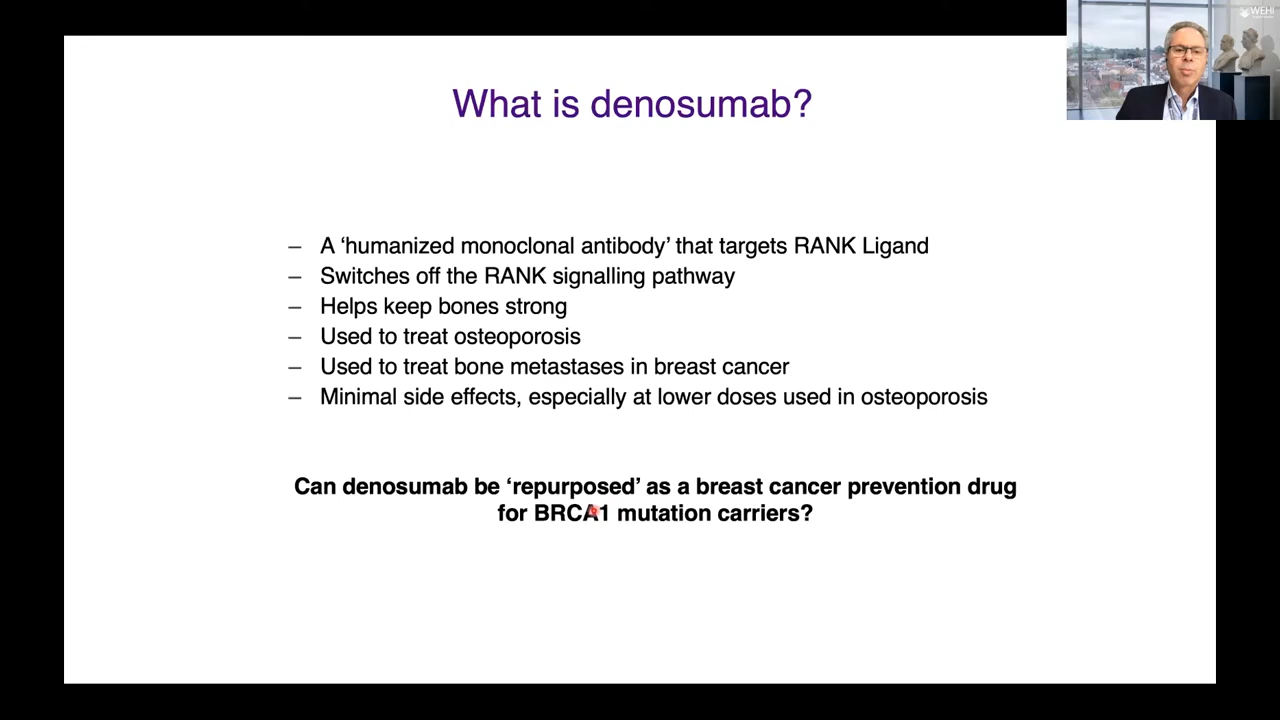 WEHI
What is denosumab?
– A ‘humanized monoclonal antibody’ that targets RANK Ligand
– Switches off the RANK signalling pathway
– Helps keep bones strong
– Used to treat osteoporosis
– Used to treat bone metastases in breast cancer
– Minimal side effects, especially at lower doses used in osteoporosis
Can denosumab be ‘repurposed’ as a breast cancer prevention drug
for BRCA1 mutation carriers?